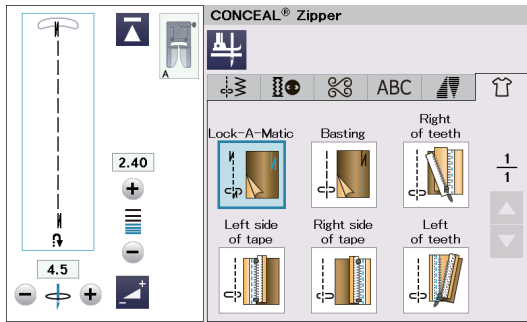 CONCEAL® Zipper
A
2.40
4.5
ABC
Lock-A-Matic
Basting
Right
of teeth
1
1
Left side
of tape
Right side
of tape
Left
of teeth